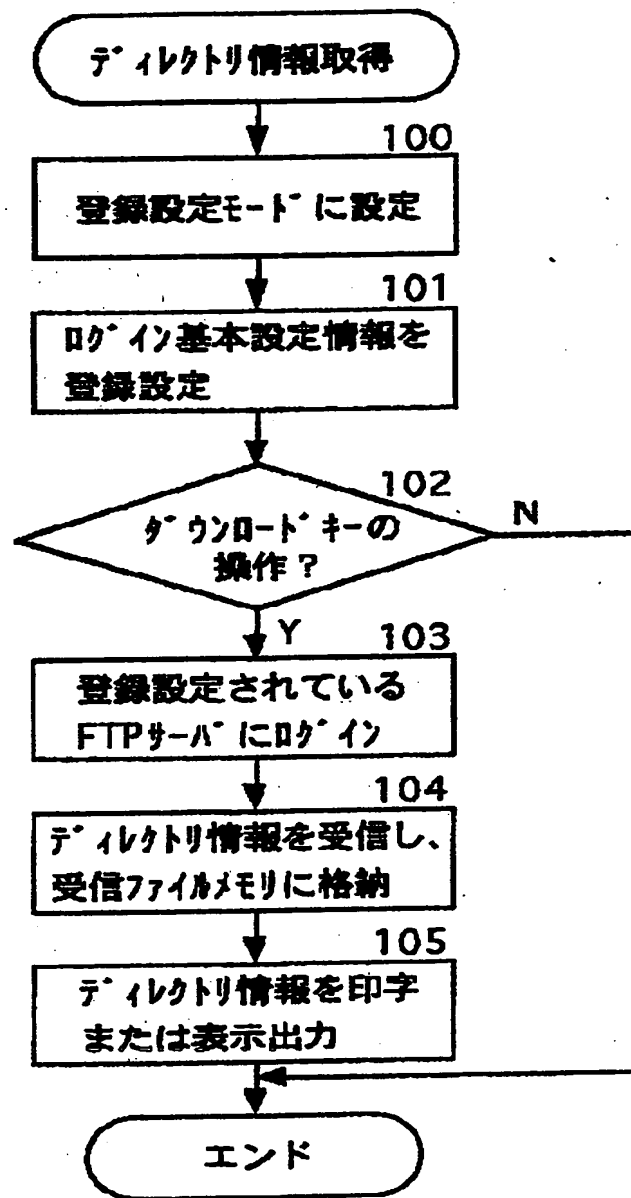 ディレクトリ情報取得
100
登録設定モードに設定
101
ログイン基本設定情報を
登録設定
102
ダウンロードキーの
操作?
N
Y
103
登録設定されている
FTPサーバにログイン
104
ディレクトリ情報を受信し、
受信ファイルメモリに格納
105
ディレクトリ情報を印字
または表示出力
エンド